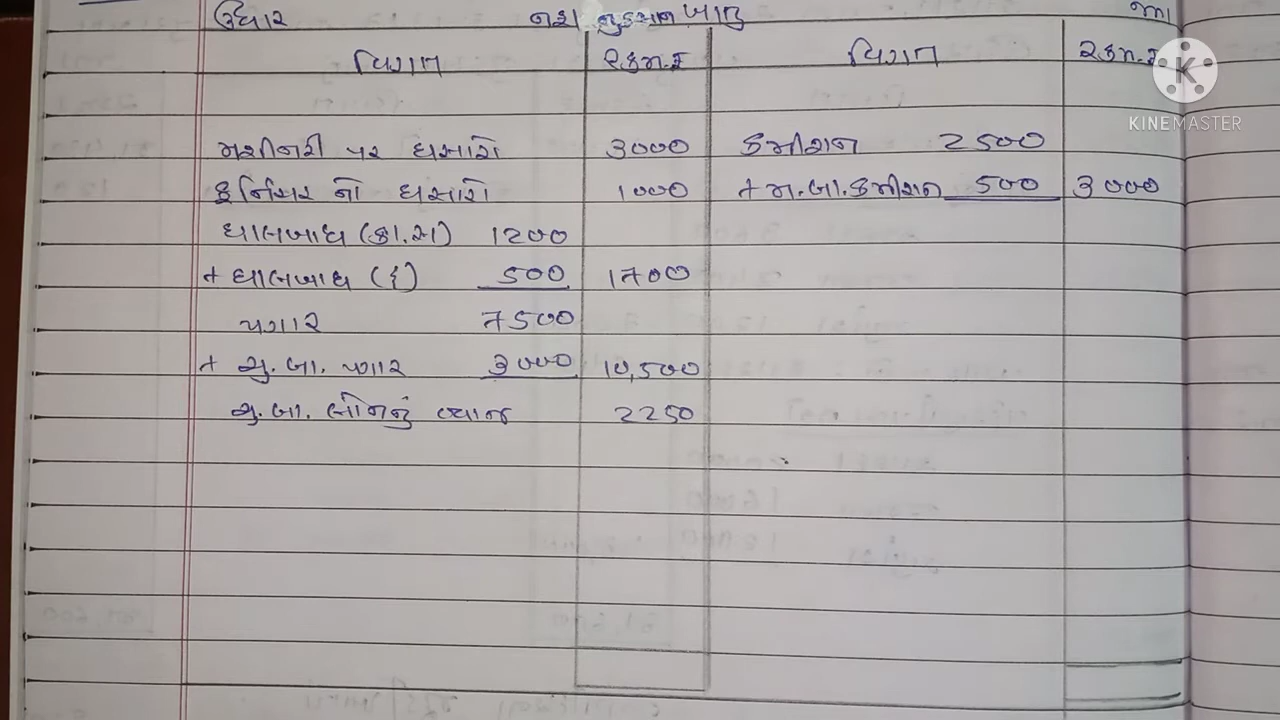 ઉધાર નફા નુકસાન ખાતુ જમા
વિગત રકમ.રૂ વિગત રકમ.રૂ
મશીનરી પર ઘસારો 3000 કમીશન 2500
ફર્નિચર નો ઘસારો 1000 + મ.બા.કમીશન 500 3000
ઘાલખાધ (કા.સ) 1200
+ ઘાલખાધ (હ) 500 1700
પગાર 7500
+ ચુ.બા. પગાર 3000 10,500
ચુ.બા. લોનનું વ્યાજ 2250
K
KINEMASTER